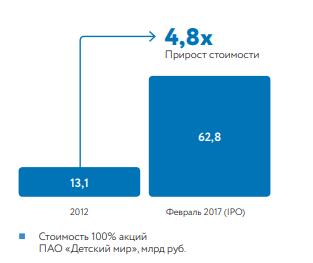 4,8x
Прирост стоимости
62,8
13,1
2012
Февраль 2017 (IPO)
Стоимость 100% акций
ПАО «Детский мир», млрд руб.